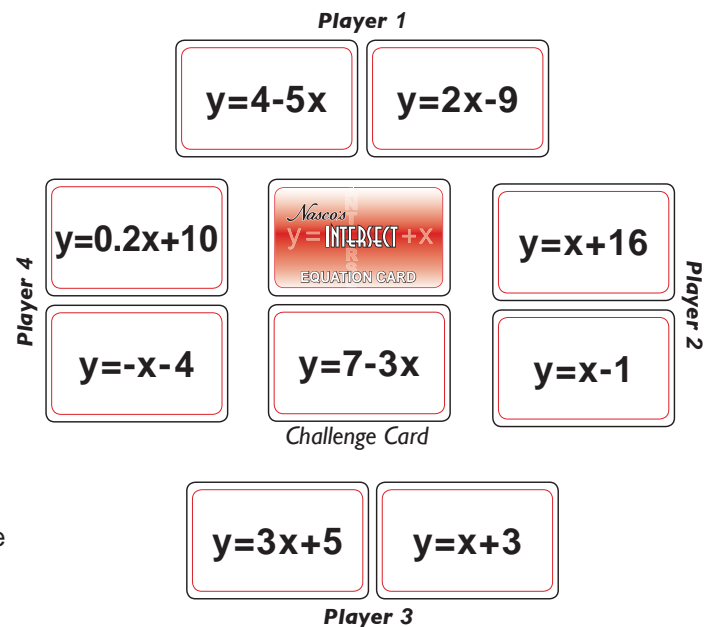 Player 1
y=4-5x
y=2x-9
Player 4
y=0.2x+10
y=-x-4
Nasco's
y = INTERSECT +x
EQUATION CARD
y=7-3x
Challenge Card
y=x+16
y=x-1
Player 2
e
y=3x+5
y=x+3
Player 3